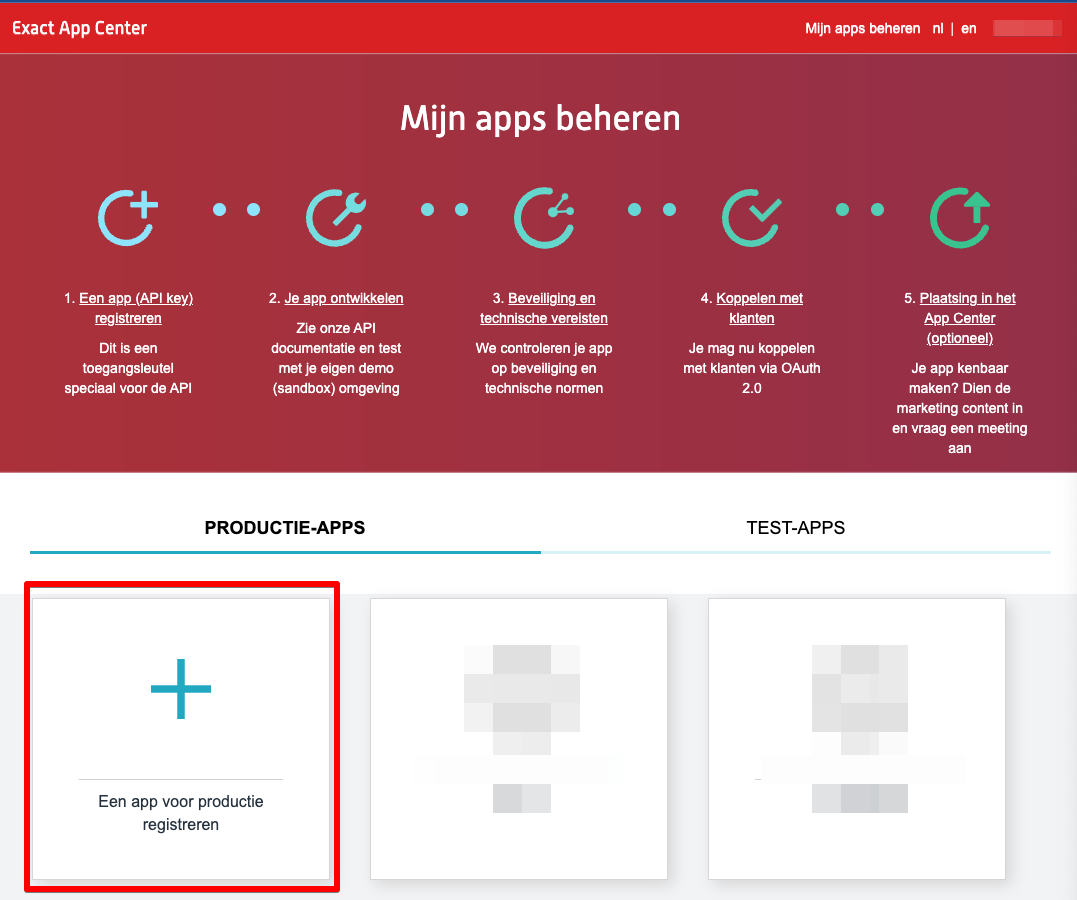 Exact App Center
Mijn apps beheren nl | en
Mijn apps beheren
1. Een app (API key)
registreren
Dit is een
toegangsleutel
speciaal voor de API
2. Je app ontwikkelen
Zie onze API
documentatie en test
met je eigen demo
(sandbox) omgeving
3. Beveiliging en
technische vereisten
We controleren je app
op beveiliging en
technische normen
4. Koppelen met
klanten
Je mag nu koppelen
met klanten via OAuth
2.0
5. Plaatsing in het
App Center
(optioneel)
Je app kenbaar
maken? Dien de
marketing content in
en vraag een meeting
aan
PRODUCTIE-APPS
TEST-APPS
Een app voor productie
registreren